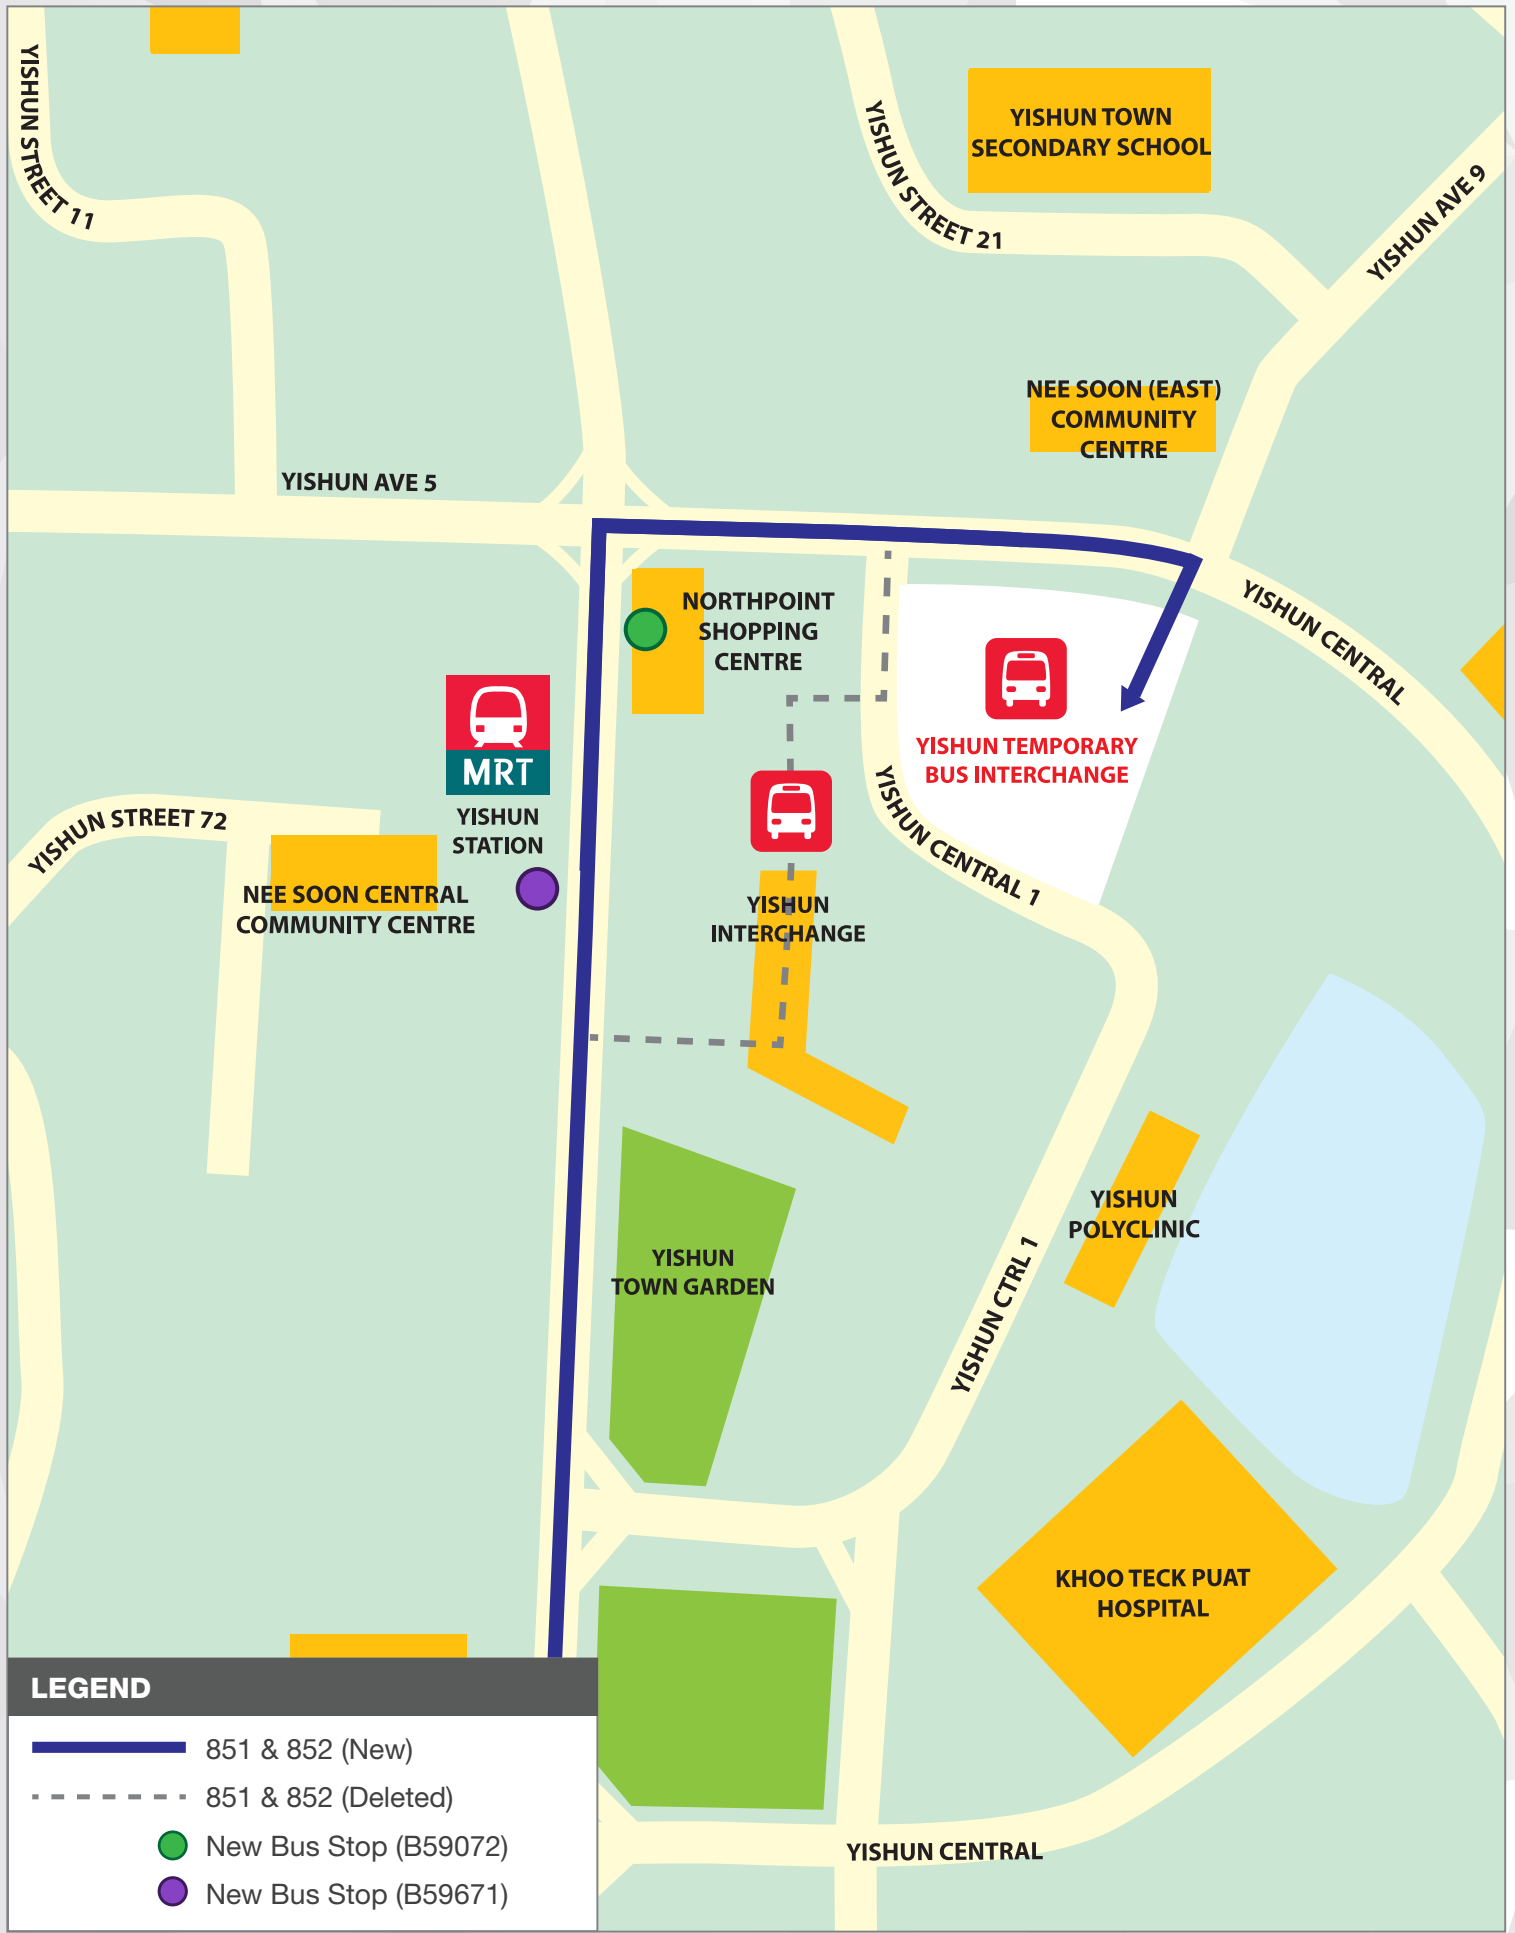 YISHUN STREET 11
YISHUN TOWN
SECONDARY SCHOOL
YISHUN STREET 21
YISHUN AVE 9
NEE SOON (EAST)
COMMUNITY
CENTRE
YISHUN AVE 5
YISHUN CENTRAL
NORTHPOINT
SHOPPING
CENTRE
MRT
YISHUN
STATION
YISHUN TEMPORARY
BUS INTERCHANGE
YISHUN STREET 72
YISHUN CENTRAL 1
NEE SOON CENTRAL
COMMUNITY CENTRE
YISHUN
INTERCHANGE
YISHUN
POLYCLINIC
YISHUN
TOWN GARDEN
YISHUN CTRL 1
KHOO TECK PUAT
HOSPITAL
YISHUN CENTRAL
LEGEND
851 & 852 (New)
851 & 852 (Deleted)
New Bus Stop (B59072)
New Bus Stop (B59671)